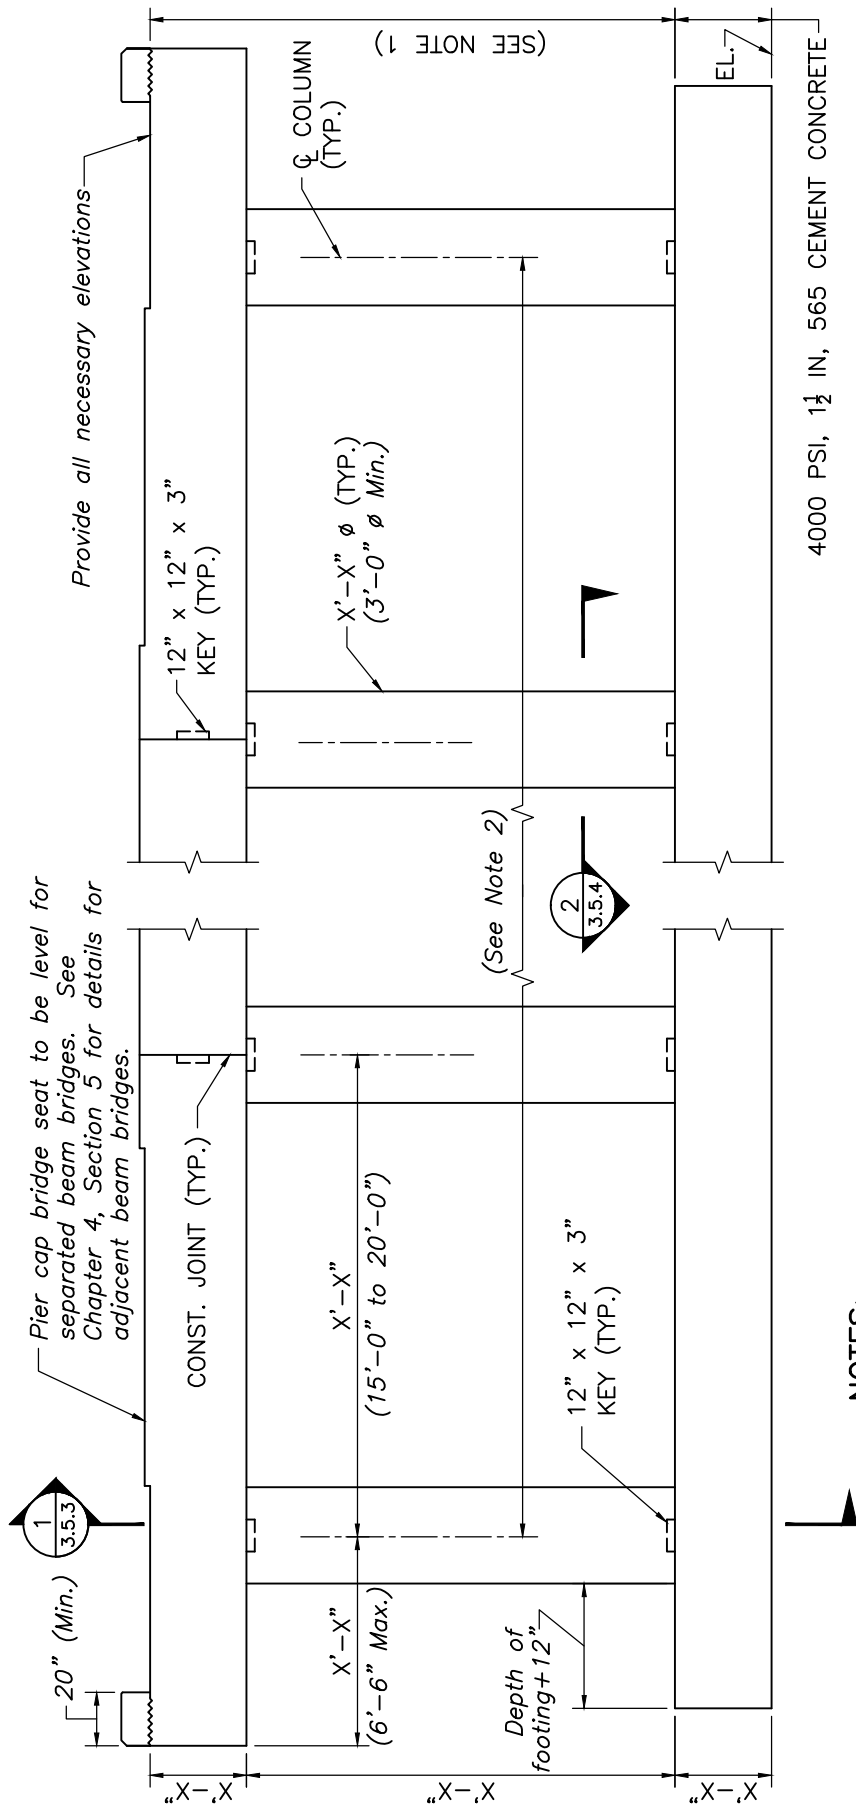 Pier cap bridge seat to be level for
separated beam bridges. See
Chapter 4, Section 5 for details for
adjacent beam bridges.
Provide all necessary elevations
20" (Min.)
1
3.5.3
CONST. JOINT (TYP.)
12" x 12" x 3"
KEY (TYP.)
℄ COLUMN
(TYP.)
(SEE NOTE 1)
X'-X"
X'-X"
(6'-6" Max.)
X'-X"
(15'-0" to 20'-0")
X'-X" ø (TYP.)
(3'-0" ø Min.)
X'-X"
(See Note 2)
Depth of
footing+12"
12" x 12" x 3"
KEY (TYP.)
2
3.5.4
X'-X"
EL.
4000 PSI, 1½ IN, 565 CEMENT CONCRETE
NOTES: